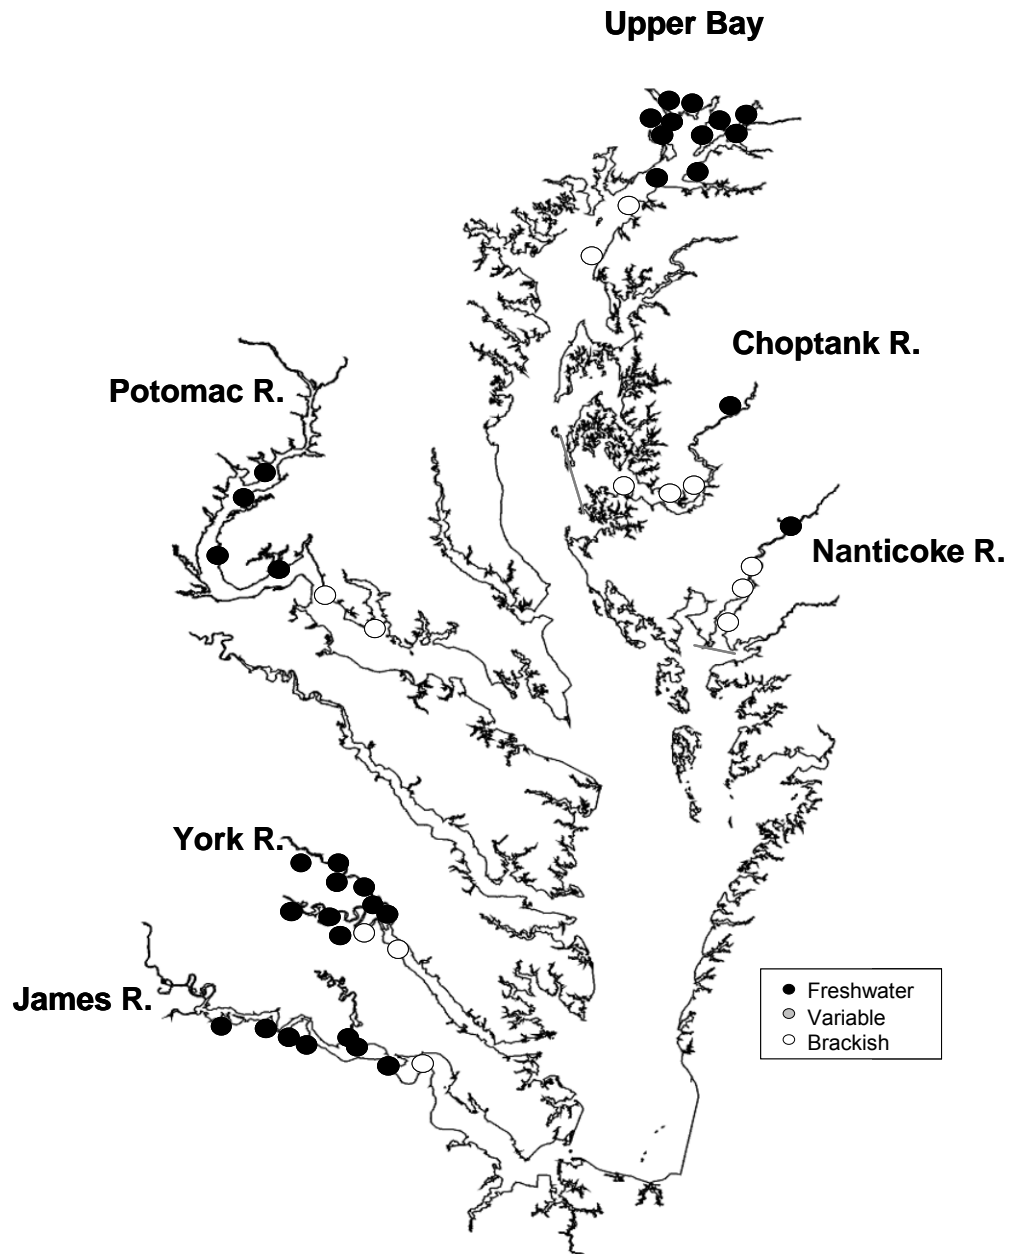 Upper Bay
Choptank R.
Potomac R.
Nanticoke R.
York R.
James R.
Freshwater
Variable
Brackish